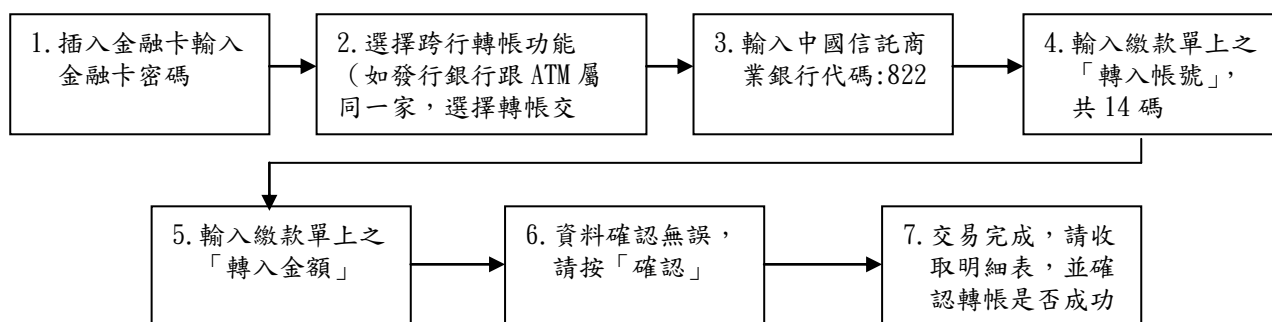 1.插入金融卡輸入
金融卡密碼
2.選擇跨行轉帳功能
（如發行銀行跟 ATM 屬
同一家，選擇轉帳交
3.輸入中國信託商
業銀行代碼:822
4.輸入繳款單上之
「轉入帳號」，
共 14 碼
5.輸入繳款單上之
「轉入金額」
6.資料確認無誤，
請按「確認」
7.交易完成，請收
取明細表，並確
認轉帳是否成功